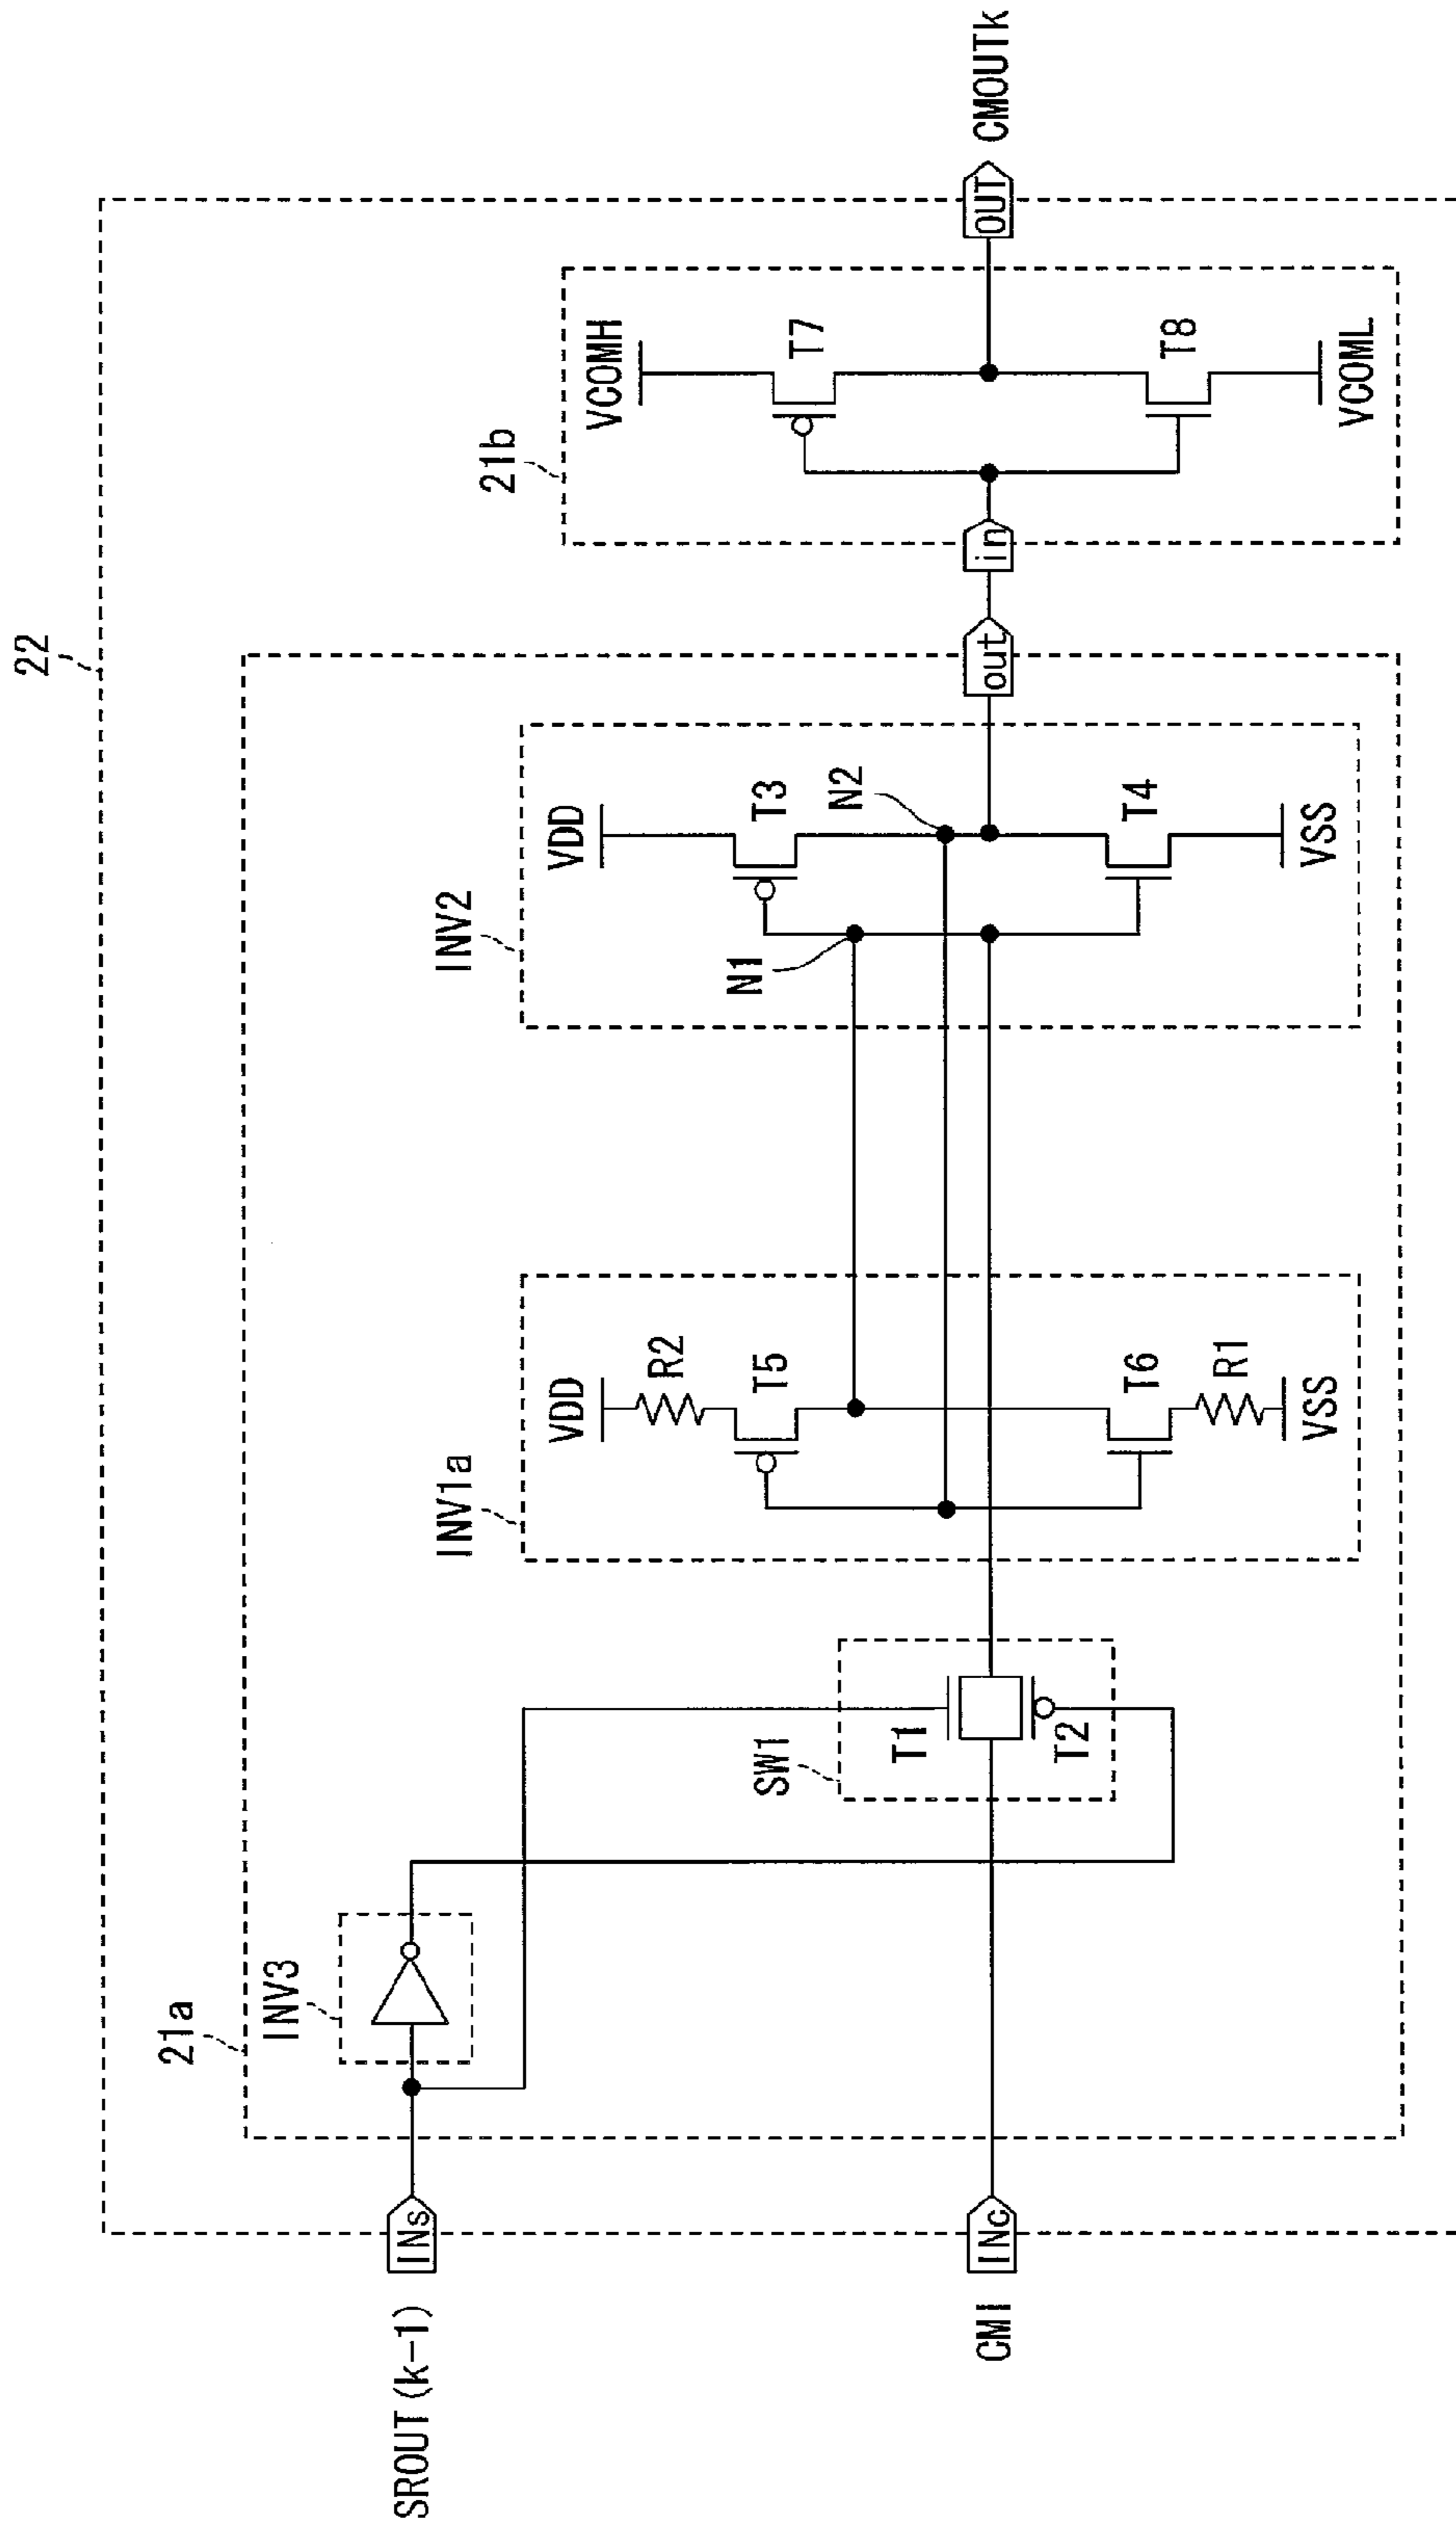 22
21a
INV3
INs
SROUT(k-1)
INc
CMI
SW1
T1
T2
INV1a
VDD
R2
T5
T6
R1
VSS
INV2
VDD
T3
N1
N2
T4
VSS
out
in
21b
VCOMH
T7
T8
VCOML
OUT
CMOUTk